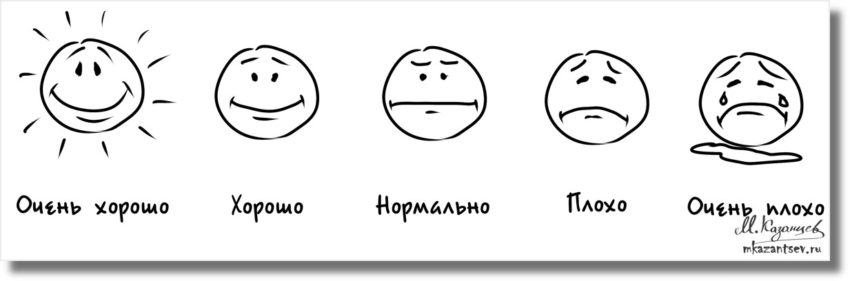 Очень хорошо
Хорошо
Нормально
Плохо
Очень плохо
М. Казанцев
mkazantsev.ru